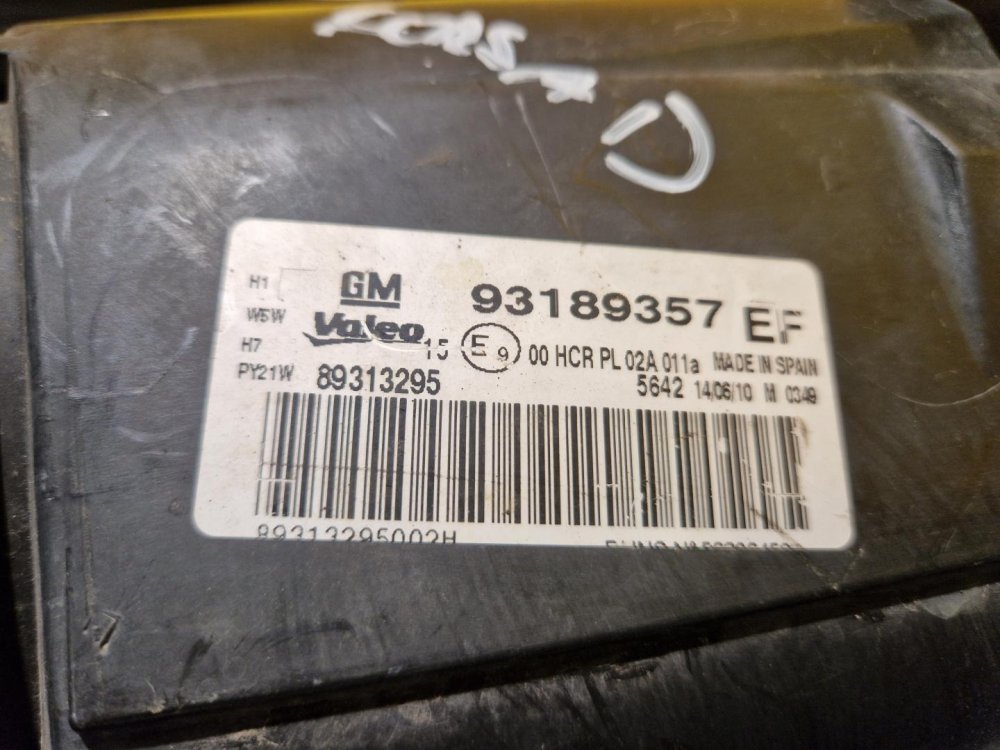 CORSA D
H1
W5W
H7
PY21W
GM
Valeo
93189357 EF
15 E9 00 HCR PL 02A 011a MADE IN SPAIN
89313295
5642 14/06/10 M 0349
89313295002H